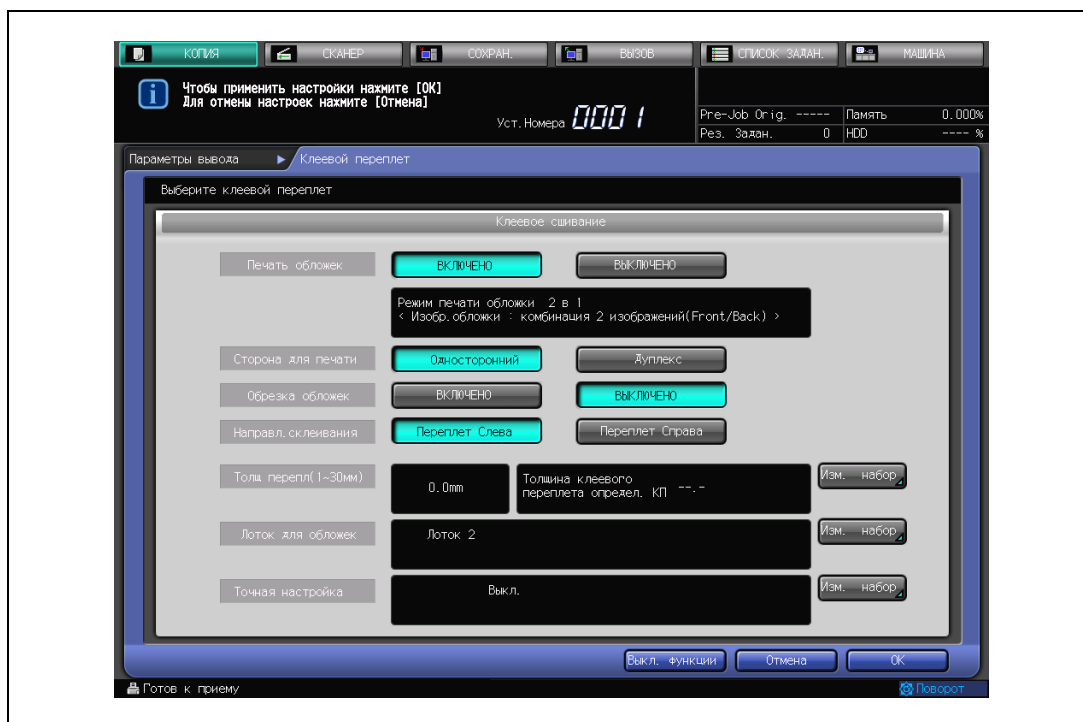 КОПИЯ СКАНЕР СОХРАН. ВЫЗОВ СПИСОК ЗАДАН. МАШИНА
Чтобы применить настройки нажмите [OK]
Для отмены настроек нажмите [Отмена]
Уст.Номера 0001
Pre-Job Orig. ----- Память 0.000%
Рез. Задан. 0 HDD ---- %
Параметры вывода Клеевой переплет
Выберите клеевой переплет
Клеевое сшивание
Печать обложек ВКЛЮЧЕНО ВЫКЛЮЧЕНО
Режим печати обложки 2 в 1
< Изобр.обложки : комбинация 2 изображений(Front/Back) >
Сторона для печати Односторонний Дуплекс
Обрезка обложек ВКЛЮЧЕНО ВЫКЛЮЧЕНО
Направл.склеивания Переплет Слева Переплет Справа
Толщ перепл(1~30мм) 0.0mm Толщина клеевого переплета определ. КП --.- Изм. набор
Лоток для обложек Лоток 2 Изм. набор
Точная настройка Выкл. Изм. набор
Выкл. функции Отмена OK
Готов к приему Поворот